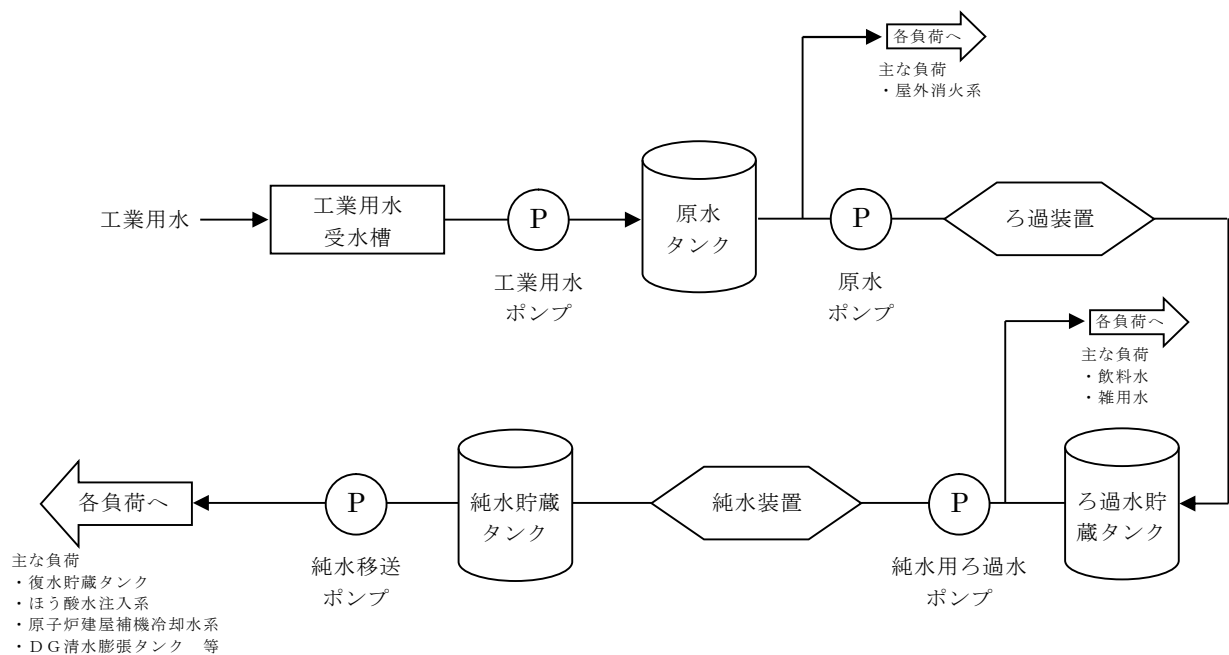 各負荷へ
主な負荷
・屋外消火系
工業用水
工業用水
受水槽
P
工業用水
ポンプ
原水
タンク
P
原水
ポンプ
ろ過装置
各負荷へ
主な負荷
・飲料水
・雑用水
各負荷へ
主な負荷
・復水貯蔵タンク
・ほう酸水注入系
・原子炉建屋補機冷却水系
・DG清水膨張タンク 等
P
純水移送
ポンプ
純水貯蔵
タンク
純水装置
P
純水用ろ過水
ポンプ
ろ過水貯
蔵タンク